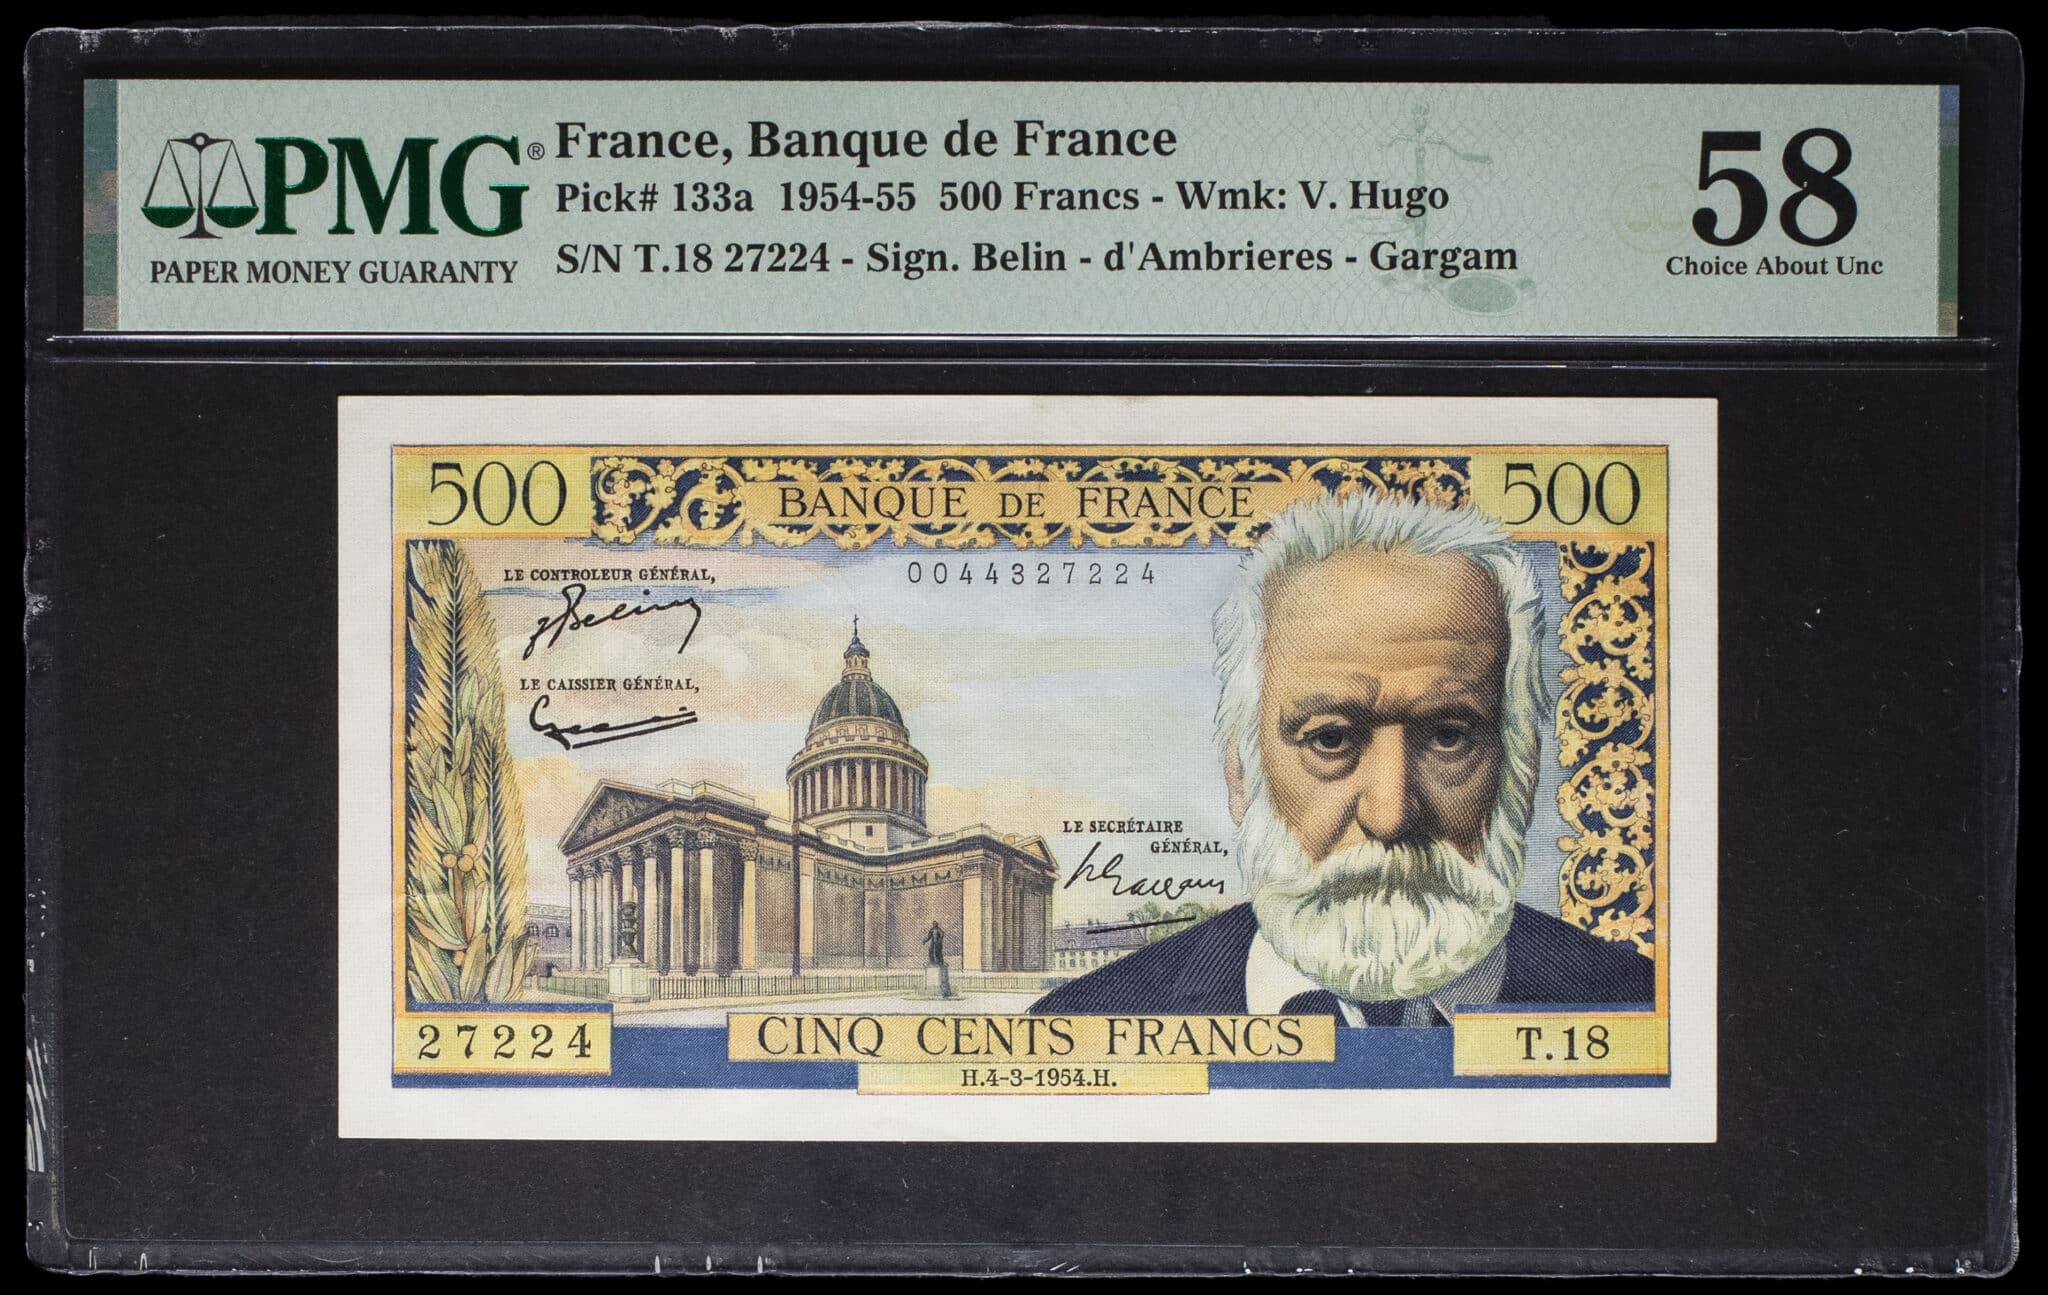 PMG®
PAPER MONEY GUARANTY
France, Banque de France
Pick# 133a 1954-55 500 Francs - Wmk: V. Hugo
S/N T.18 27224 - Sign. Belin - d'Ambrieres - Gargam
58
Choice About Unc
500
BANQUE DE FRANCE
500
LE CONTROLEUR GÉNÉRAL,
0044327224
LE CAISSIER GÉNÉRAL,
LE SECRÉTAIRE
GÉNÉRAL,
27224
CINQ CENTS FRANCS
T.18
H.4-3-1954.H.